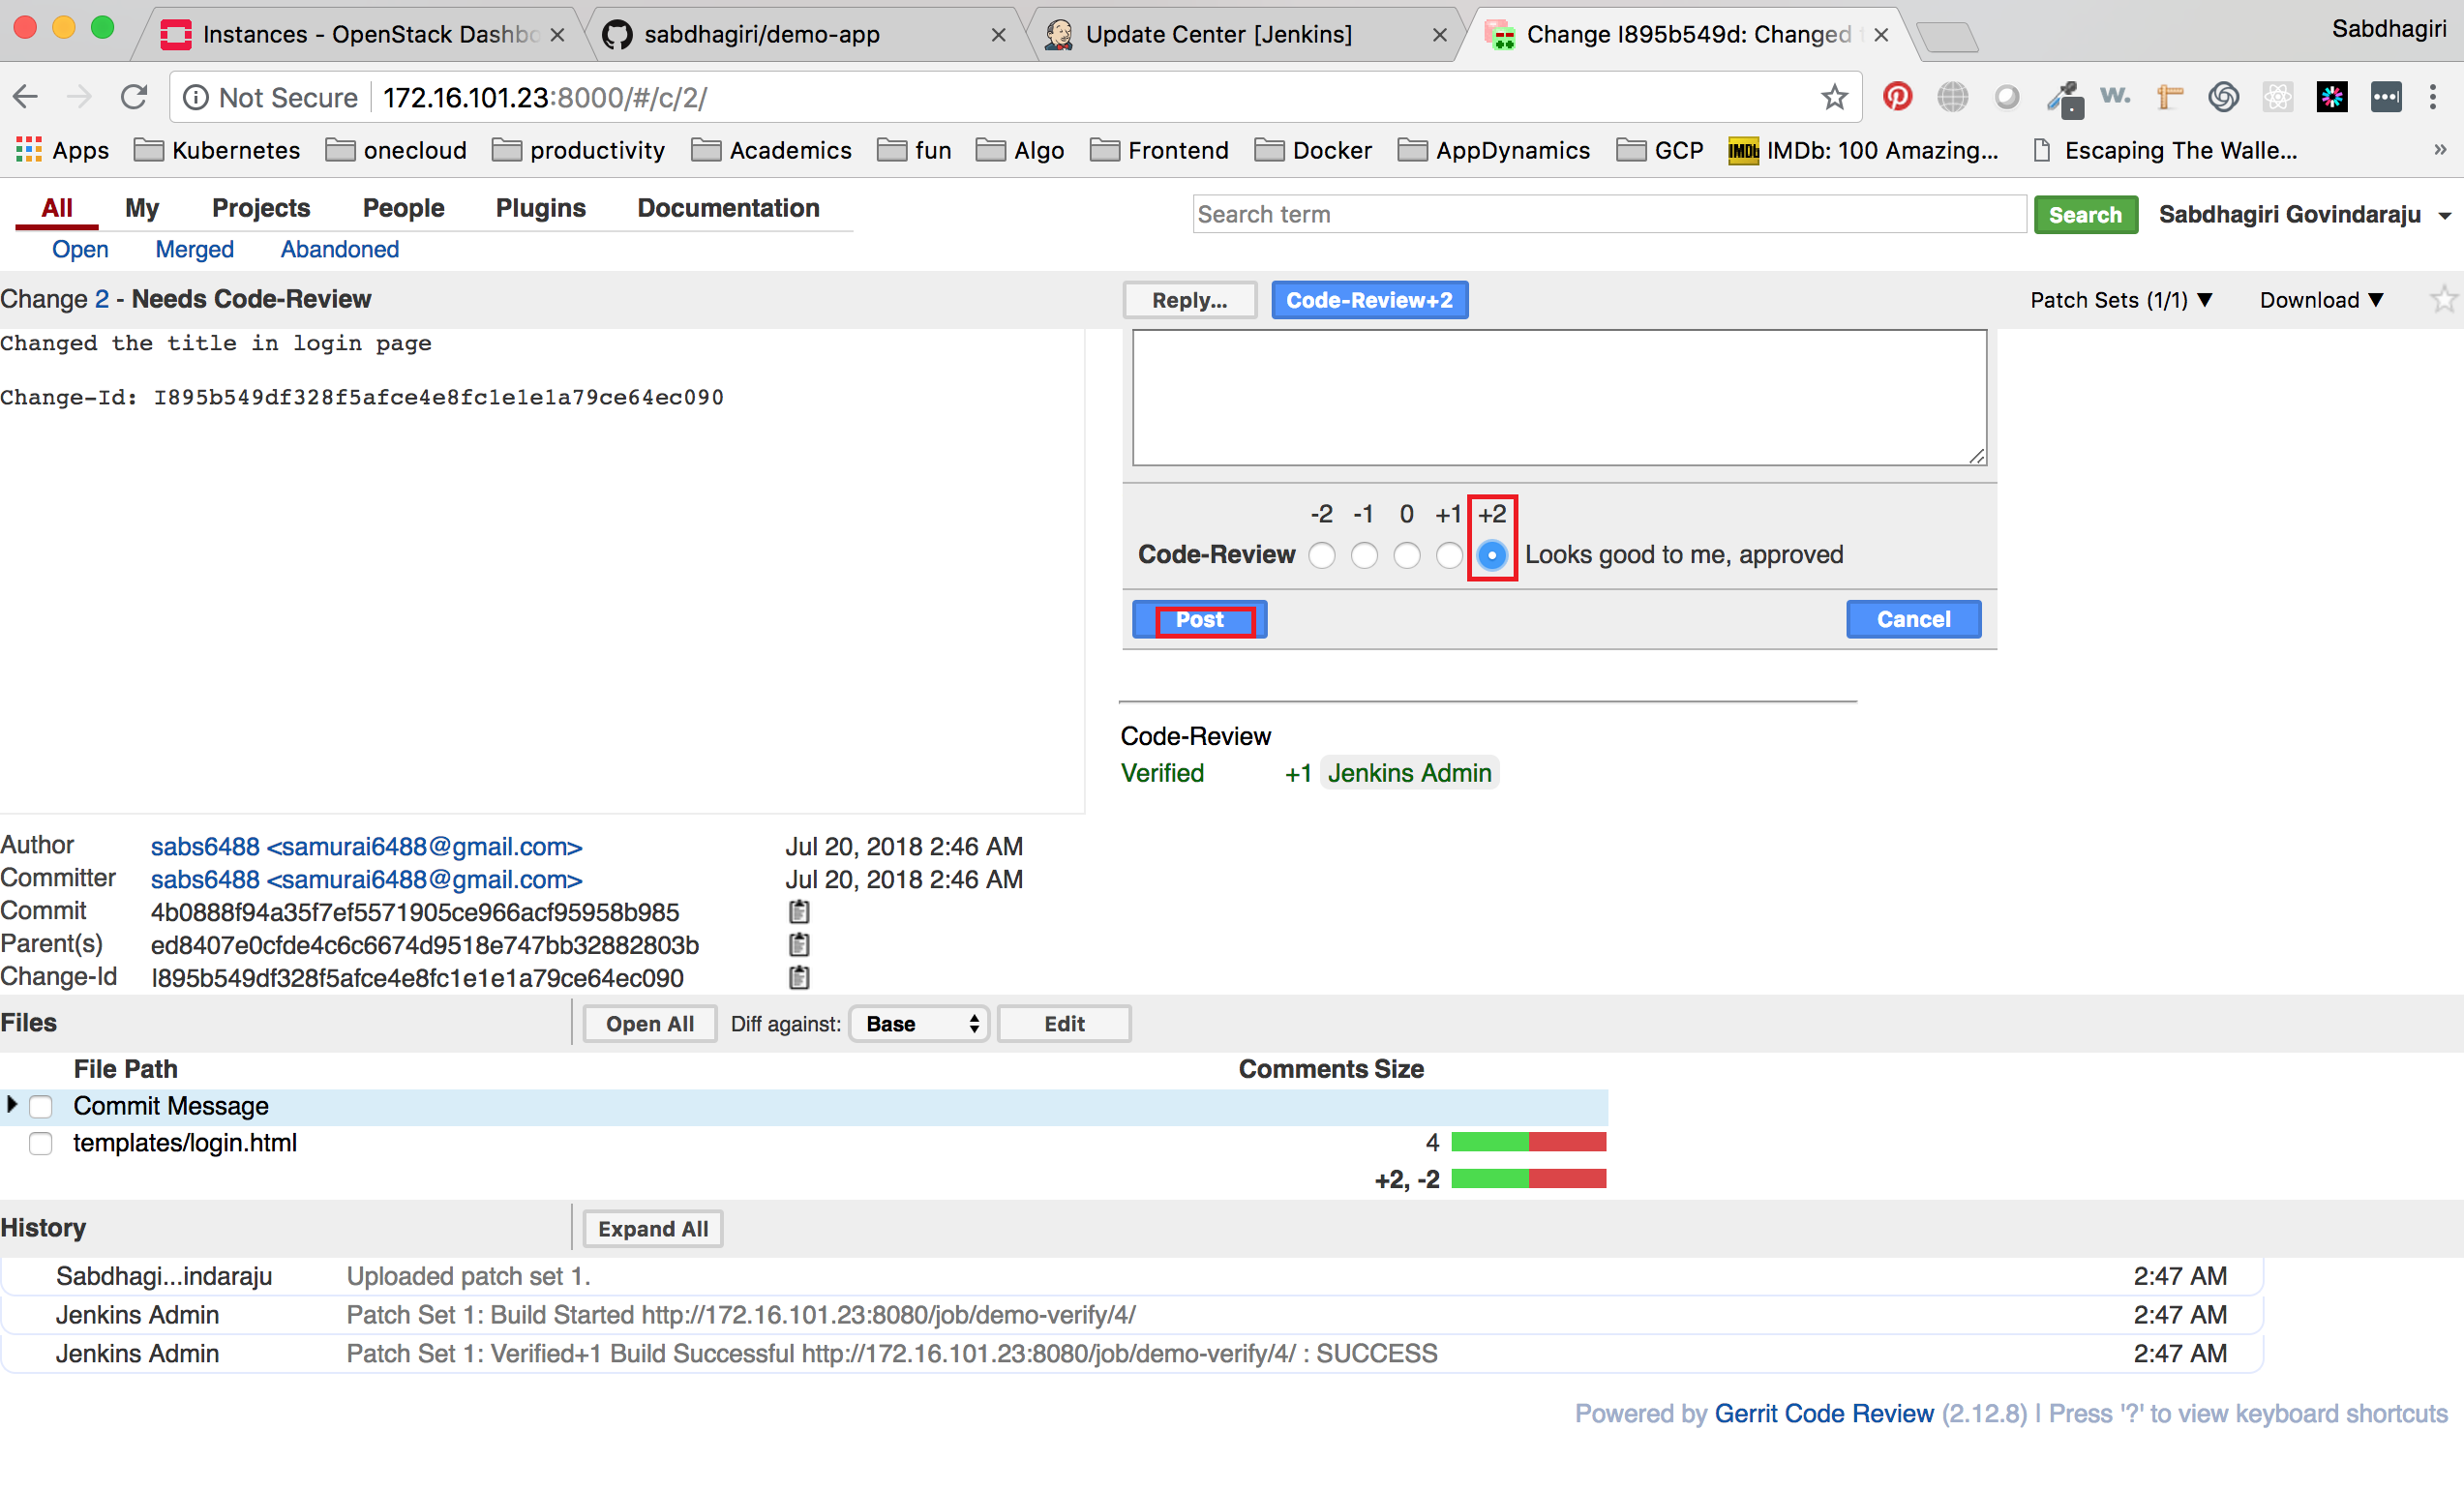 Instances - OpenStack Dashbo
sabdhagiri/demo-app
Update Center [Jenkins]
Change I895b549d: Changed
Sabdhagiri
Not Secure 172.16.101.23:8000/#/c/2/
W.
Apps Kubernetes onecloud productivity Academics fun Algo Frontend Docker AppDynamics GCP IMDb IMDb: 100 Amazing... Escaping The Walle... »
All My Projects People Plugins Documentation
Search term Search Sabdhagiri Govindaraju
Open Merged Abandoned
Change 2 - Needs Code-Review
Reply... Code-Review+2 Patch Sets (1/1) ▼ Download ▼
Changed the title in login page
Change-Id: I895b549df328f5afce4e8fc1e1e1a79ce64ec090
-2 -1 0 +1 +2
Code-Review Looks good to me, approved
Post Cancel
Code-Review
Verified +1 Jenkins Admin
Author sabs6488 <samurai6488@gmail.com> Jul 20, 2018 2:46 AM
Committer sabs6488 <samurai6488@gmail.com> Jul 20, 2018 2:46 AM
Commit 4b0888f94a35f7ef5571905ce966acf95958b985
Parent(s) ed8407e0cfde4c6c6674d9518e747bb32882803b
Change-Id I895b549df328f5afce4e8fc1e1e1a79ce64ec090
Files Open All Diff against: Base Edit
File Path Comments Size
Commit Message
templates/login.html 4
+2, -2
History Expand All
Sabdhagi...indaraju Uploaded patch set 1. 2:47 AM
Jenkins Admin Patch Set 1: Build Started http://172.16.101.23:8080/job/demo-verify/4/ 2:47 AM
Jenkins Admin Patch Set 1: Verified+1 Build Successful http://172.16.101.23:8080/job/demo-verify/4/ : SUCCESS 2:47 AM
Powered by Gerrit Code Review (2.12.8) | Press '?' to view keyboard shortcuts